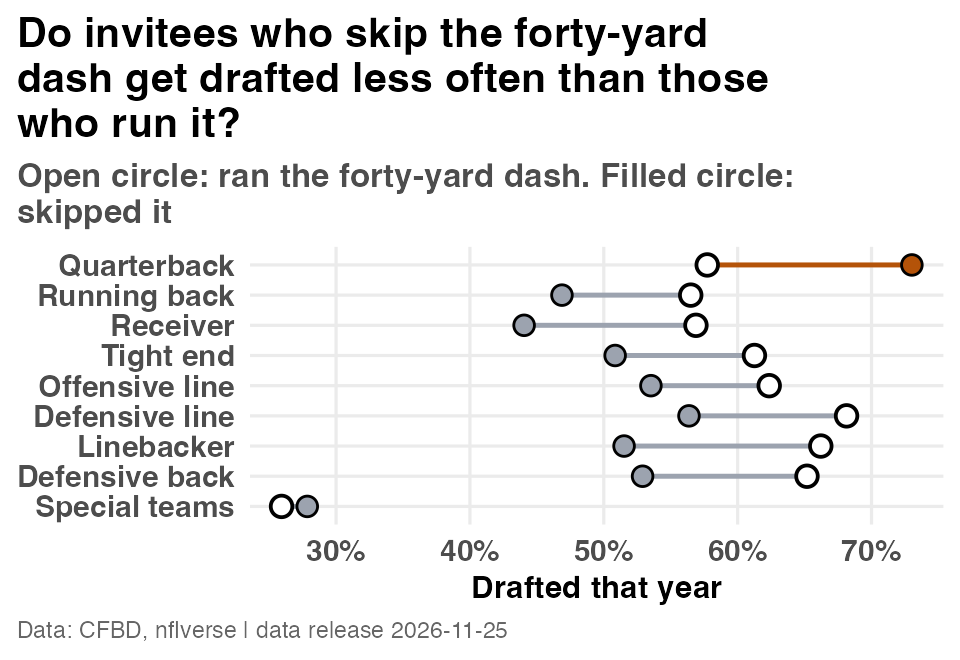 Do invitees who skip the forty-yard
dash get drafted less often than those
who run it?
Open circle: ran the forty-yard dash. Filled circle:
skipped it
Quarterback
Running back
Receiver
Tight end
Offensive line
Defensive line
Linebacker
Defensive back
Special teams
30% 40% 50% 60% 70%
Drafted that year
Data: CFBD, nflverse | data release 2026-11-25